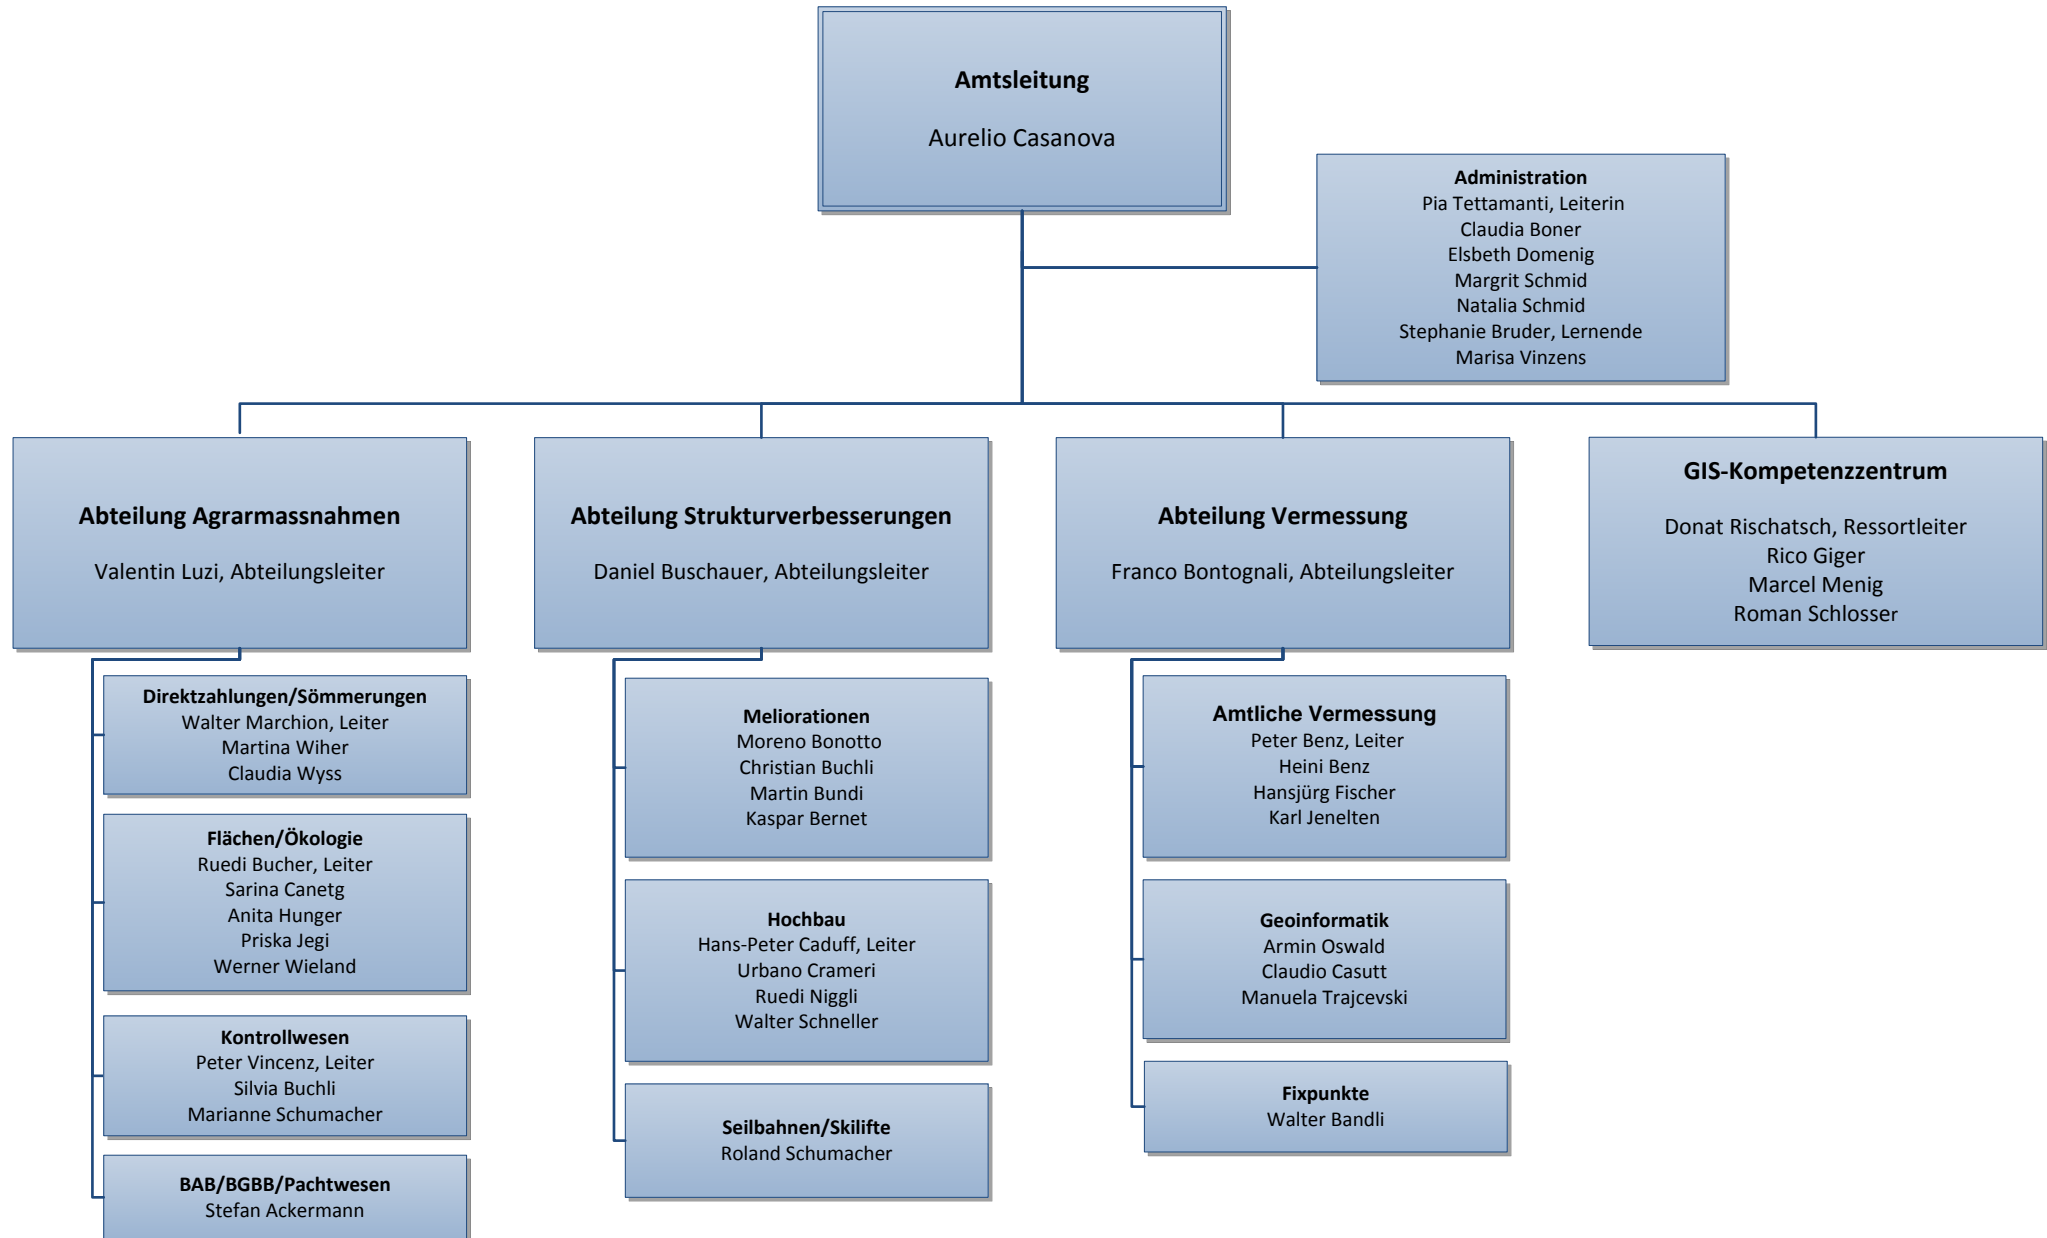 Amtsleitung
Aurelio Casanova
Administration
Pia Tettamanti, Leiterin
Claudia Boner
Elsbeth Domenig
Margrit Schmid
Natalia Schmid
Stephanie Bruder, Lernende
Marisa Vinzens
Abteilung Agrarmassnahmen
Valentin Luzi, Abteilungsleiter
Direktzahlungen/Sömmerungen
Walter Marchion, Leiter
Martina Wiher
Claudia Wyss
Flächen/Ökologie
Ruedi Bucher, Leiter
Sarina Canetg
Anita Hunger
Priska Jegi
Werner Wieland
Kontrollwesen
Peter Vincenz, Leiter
Silvia Buchli
Marianne Schumacher
BAB/BGBB/Pachtwesen
Stefan Ackermann
Abteilung Strukturverbesserungen
Daniel Buschauer, Abteilungsleiter
Meliorationen
Moreno Bonotto
Christian Buchli
Martin Bundi
Kaspar Bernet
Hochbau
Hans-Peter Caduff, Leiter
Urbano Crameri
Ruedi Niggli
Walter Schneller
Seilbahnen/Skilifte
Roland Schumacher
Abteilung Vermessung
Franco Bontognali, Abteilungsleiter
Amtliche Vermessung
Peter Benz, Leiter
Heini Benz
Hansjürg Fischer
Karl Jenelten
Geoinformatik
Armin Oswald
Claudio Casutt
Manuela Trajcevski
Fixpunkte
Walter Bandli
GIS-Kompetenzzentrum
Donat Rischatsch, Ressortleiter
Rico Giger
Marcel Menig
Roman Schlosser